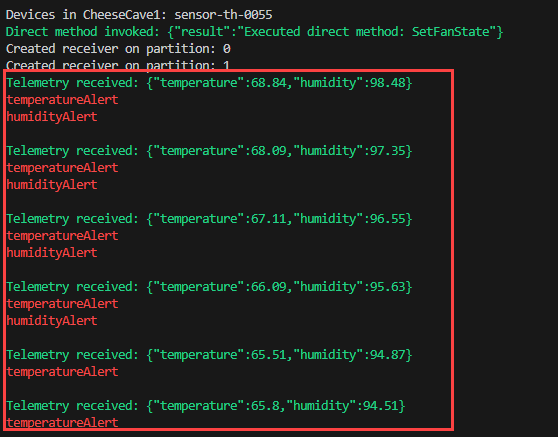 Devices in CheeseCave1: sensor-th-0055
Direct method invoked: {"result":"Executed direct method: SetFanState"}
Created receiver on partition: 0
Created receiver on partition: 1
Telemetry received: {"temperature":68.84,"humidity":98.48}
temperatureAlert
humidityAlert
Telemetry received: {"temperature":68.09,"humidity":97.35}
temperatureAlert
humidityAlert
Telemetry received: {"temperature":67.11,"humidity":96.55}
temperatureAlert
humidityAlert
Telemetry received: {"temperature":66.09,"humidity":95.63}
temperatureAlert
humidityAlert
Telemetry received: {"temperature":65.51,"humidity":94.87}
temperatureAlert
Telemetry received: {"temperature":65.8,"humidity":94.51}
temperatureAlert